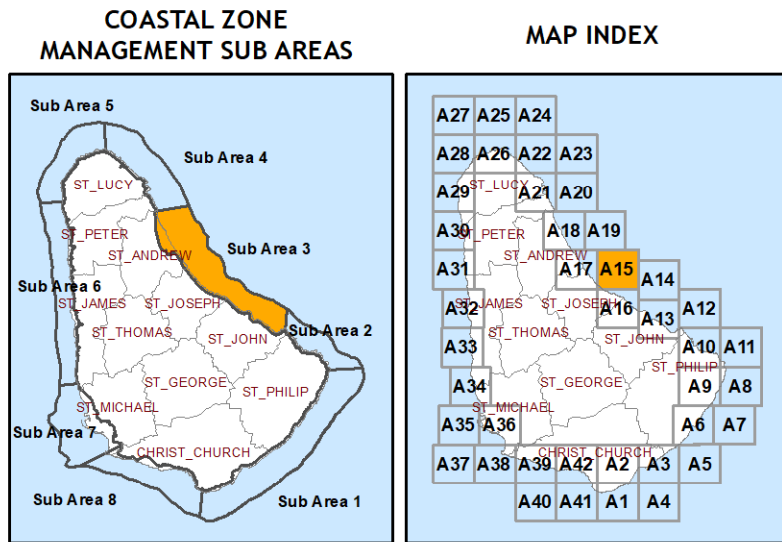 COASTAL ZONE
MANAGEMENT SUB AREAS
Sub Area 5
Sub Area 4
ST_LUCY
ST_PETER
Sub Area 3
ST_ANDREW
Sub Area 6
ST_JAMES
ST_JOSEPH
Sub Area 2
ST_THOMAS
ST_JOHN
ST_GEORGE
ST_PHILIP
ST_MICHAEL
Sub Area 7
CHRIST_CHURCH
Sub Area 8
Sub Area 1
MAP INDEX
A27 A25 A24
A28 A26 A22 A23
ST_LUCY
A29 A21 A20
A30 A18 A19
ST_PETER
ST_ANDREW
A31 A17 A15 A14
ST_JAMES ST_JOSEPH
A32 A16 A13 A12
ST_THOMAS ST_JOHN
A33 A10 A11
ST_PHILIP
ST_GEORGE
A34 A9 A8
ST_MICHAEL
A35 A36 A6 A7
CHRIST_CHURCH
A37 A38 A39 A42 A2 A3 A5
A40 A41 A1 A4